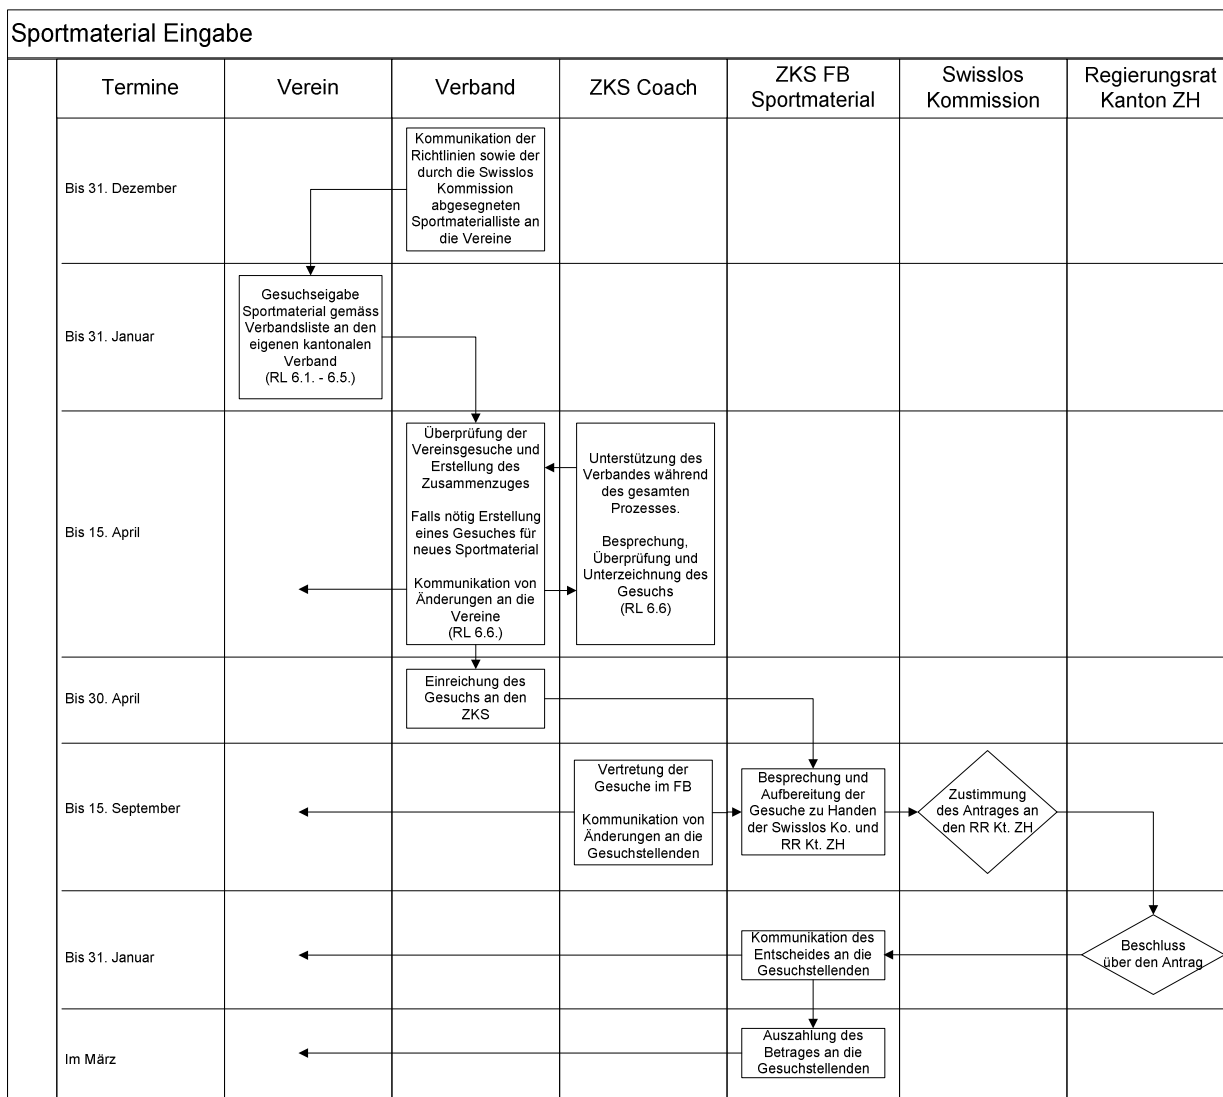 Sportmaterial Eingabe
Termine
Verein
Verband
ZKS Coach
ZKS FB
Sportmaterial
Swisslos
Kommission
Regierungsrat
Kanton ZH
Bis 31. Dezember
Kommunikation der
Richtlinien sowie der
durch die Swisslos
Kommission
abgesegneten
Sportmaterialliste an
die Vereine
Bis 31. Januar
Gesuchseigabe
Sportmaterial gemäss
Verbandsliste an den
eigenen kantonalen
Verband
(RL 6.1. - 6.5.)
Bis 15. April
Überprüfung der
Vereinsgesuche und
Erstellung des
Zusammenzuges
Falls nötig Erstellung
eines Gesuches für
neues Sportmaterial
Kommunikation von
Änderungen an die
Vereine
(RL 6.6.)
Unterstützung des
Verbandes während
des gesamten
Prozesses.
Besprechung,
Überprüfung und
Unterzeichnung des
Gesuchs
(RL 6.6)
Bis 30. April
Einreichung des
Gesuchs an den
ZKS
Bis 15. September
Vertretung der
Gesuche im FB
Kommunikation von
Änderungen an die
Gesuchstellenden
Besprechung und
Aufbereitung der
Gesuche zu Handen
der Swisslos Ko. und
RR Kt. ZH
Zustimmung
des Antrages an
den RR Kt. ZH
Bis 31. Januar
Kommunikation des
Entscheides an die
Gesuchstellenden
Beschluss
über den Antrag
Im März
Auszahlung des
Betrages an die
Gesuchstellenden